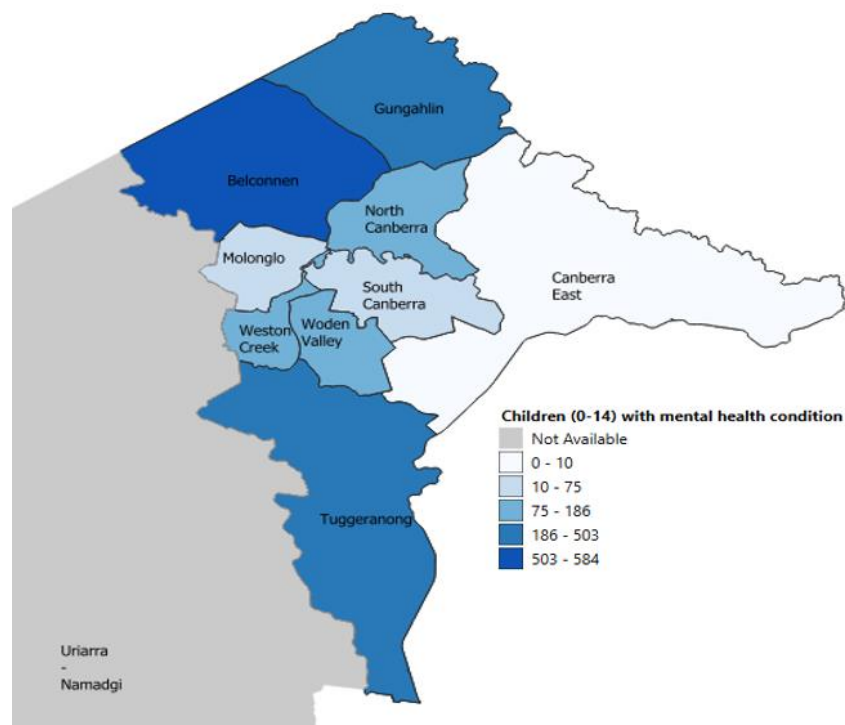 Gungahlin
Belconnen
North
Canberra
Molonglo
South
Canberra
Canberra
East
Weston
Creek
Woden
Valley
Children (0-14) with mental health condition
Not Available
0 - 10
10 - 75
75 - 186
186 - 503
503 - 584
Tuggeranong
Uriarra
-
Namadgi